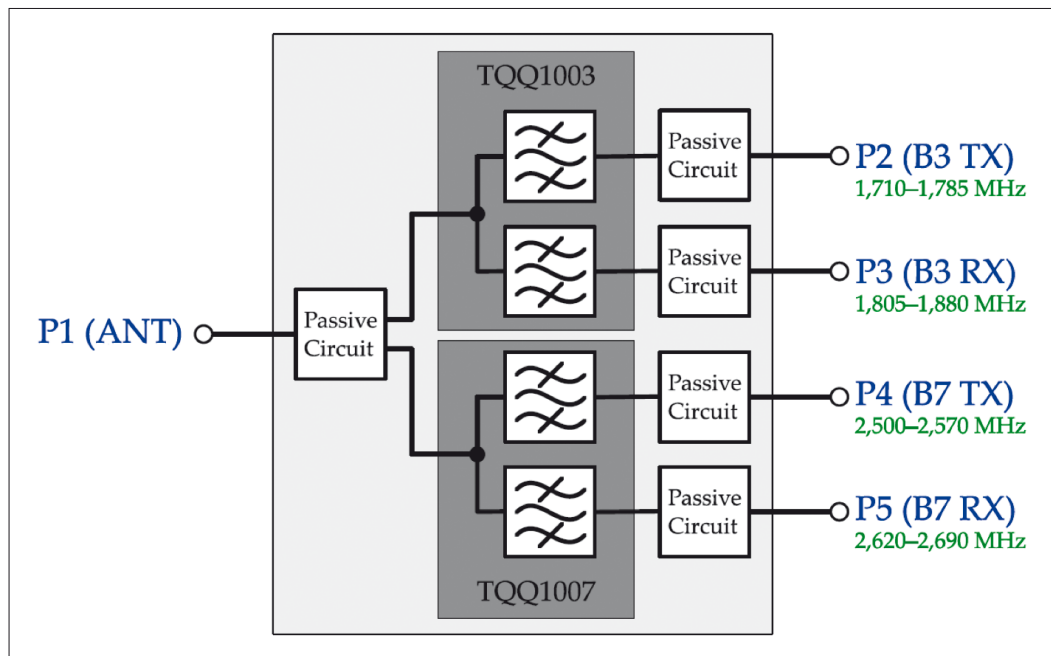 TQQ1003
Passive
Circuit
P2 (B3 TX)
1,710–1,785 MHz
Passive
Circuit
P3 (B3 RX)
1,805–1,880 MHz
P1 (ANT)
Passive
Circuit
Passive
Circuit
P4 (B7 TX)
2,500–2,570 MHz
Passive
Circuit
P5 (B7 RX)
2,620–2,690 MHz
TQQ1007